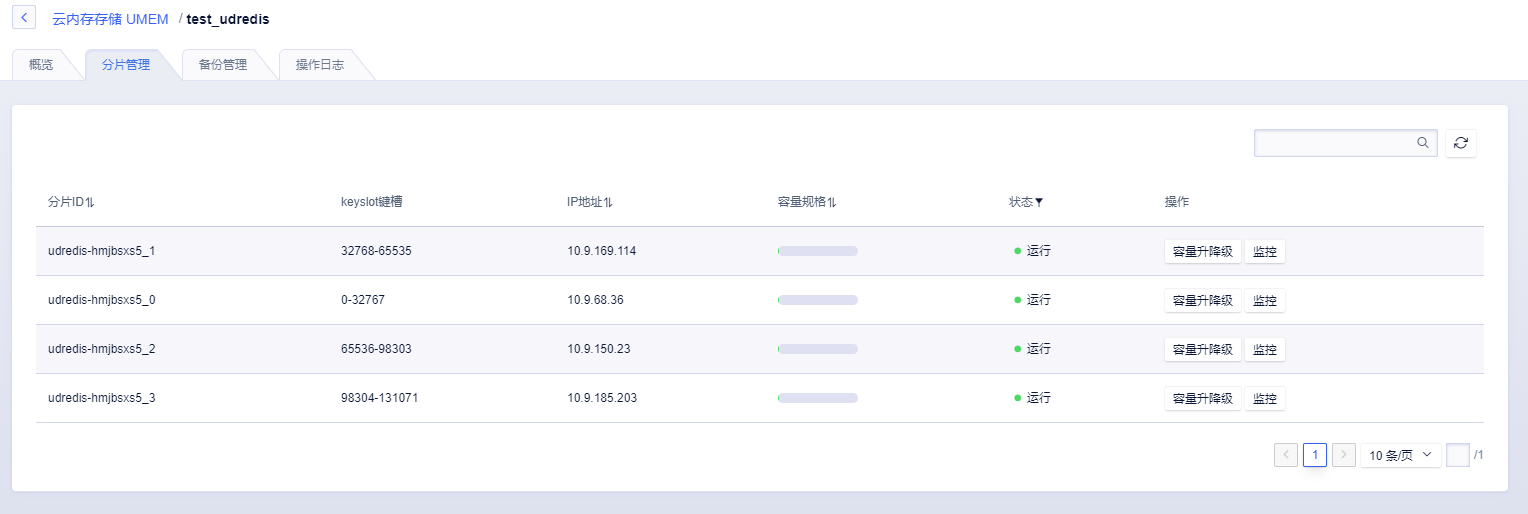 云内存存储 UMEM / test_udredis
概览 分片管理 备份管理 操作日志
分片ID keyslot键槽 IP地址 容量规格 状态 操作
udredis-hmjbsxs5_1 32768-65535 10.9.169.114 运行 容量升降级 监控
udredis-hmjbsxs5_0 0-32767 10.9.68.36 运行 容量升降级 监控
udredis-hmjbsxs5_2 65536-98303 10.9.150.23 运行 容量升降级 监控
udredis-hmjbsxs5_3 98304-131071 10.9.185.203 运行 容量升降级 监控
1 10 条/页 /1